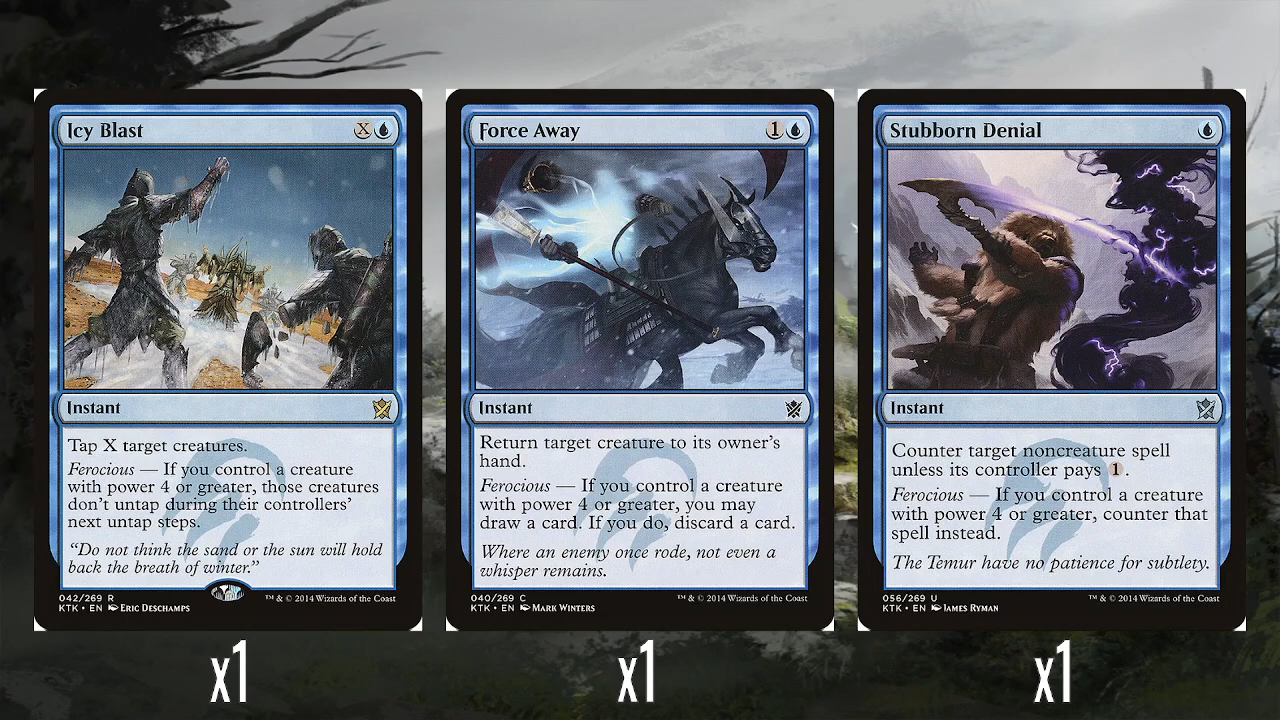 Icy Blast X
Tap X target creatures.
Ferocious — If you control a creature
with power 4 or greater, those creatures
don't untap during their controllers'
next untap steps.
"Do not think the sand or the sun will hold
back the breath of winter."
Instant
042/269 R
KTK • EN Eric Deschamps
™ & © 2014 Wizards of the Coast
x1
Force Away 1
Instant
Return target creature to its owner's
hand.
Ferocious — If you control a creature
with power 4 or greater, you may
draw a card. If you do, discard a card.
Where an enemy once rode, not even a
whisper remains.
040/269 C
KTK • EN Mark Winters
™ & © 2014 Wizards of the Coast
x1
Stubborn Denial
Instant
Counter target noncreature spell
unless its controller pays 1.
Ferocious — If you control a creature
with power 4 or greater, counter that
spell instead.
The Temur have no patience for subtlety.
056/269 U
KTK • EN James Ryman
™ & © 2014 Wizards of the Coast
x1